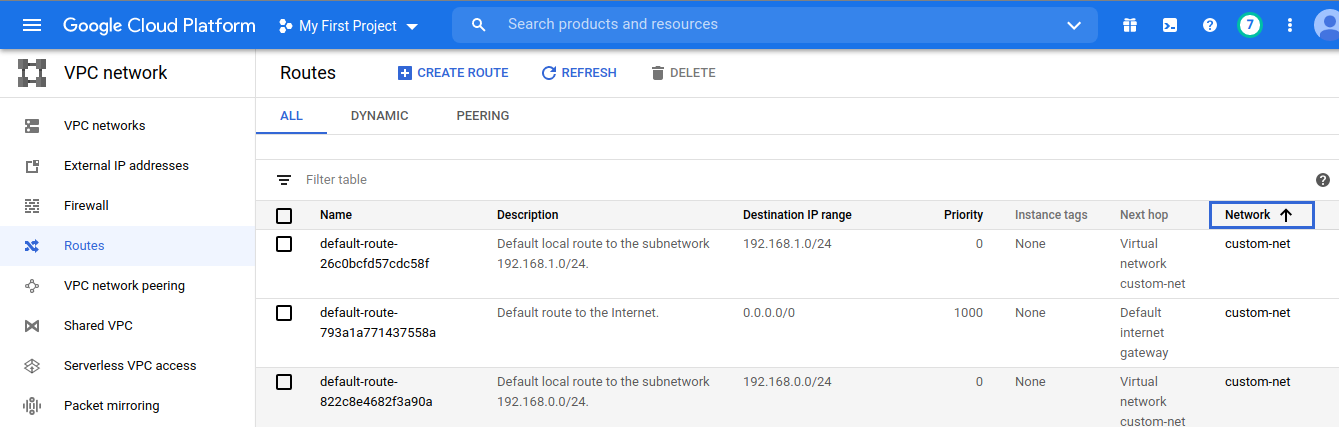 Google Cloud Platform My First Project Search products and resources 7
VPC network
Routes CREATE ROUTE REFRESH DELETE
VPC networks
External IP addresses
Firewall
Routes
VPC network peering
Shared VPC
Serverless VPC access
Packet mirroring
ALL DYNAMIC PEERING
Filter table
Name Description Destination IP range Priority Instance tags Next hop Network
default-route- Default local route to the subnetwork 192.168.1.0/24 0 None Virtual custom-net
26c0bcfd57cdc58f 192.168.1.0/24. network
custom-net
default-route- Default route to the Internet. 0.0.0.0/0 1000 None Default custom-net
793a1a771437558a internet
gateway
default-route- Default local route to the subnetwork 192.168.0.0/24 0 None Virtual custom-net
822c8e4682f3a90a 192.168.0.0/24. network
custom-net